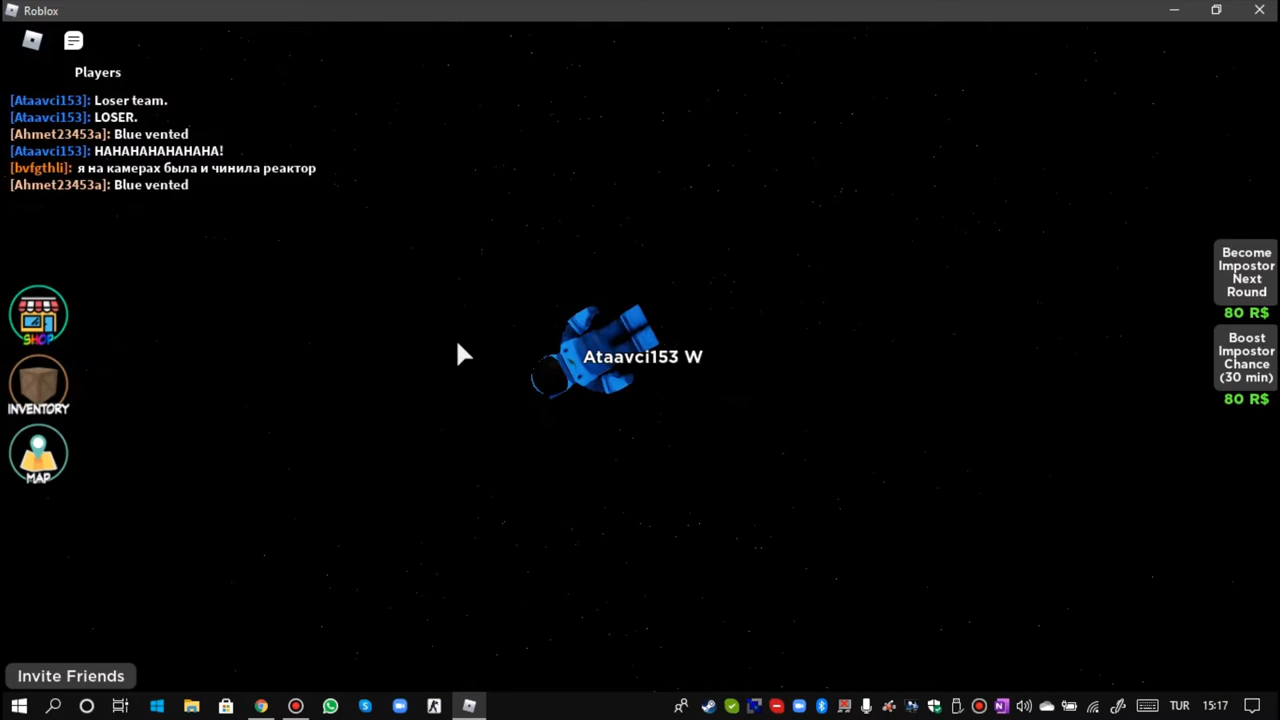 Roblox
Players
[Ataavci153]: Loser team.
[Ataavci153]: LOSER.
[Ahmet23453a]: Blue vented
[Ataavci153]: HAHAHAHAHAHAHA!
[bvfgthli]: я на камерах была и чинила реактор
[Ahmet23453a]: Blue vented
SHOP
INVENTORY
MAP
Ataavci153 W
Become
Impostor
Next
Round
80 R$
Boost
Impostor
Chance
(30 min)
80 R$
Invite Friends
TUR
15:17